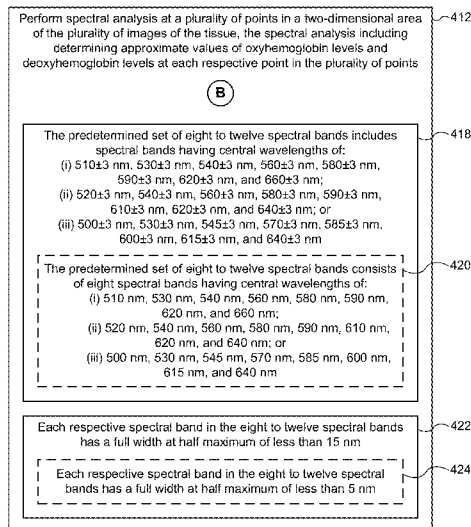 Perform spectral analysis at a plurality of points in a two-dimensional area
of the plurality of images of the tissue, the spectral analysis including
determining approximate values of oxyhemoglobin levels and
deoxyhemoglobin levels at each respective point in the plurality of points
412
B
The predetermined set of eight to twelve spectral bands includes
spectral bands having central wavelengths of:
(i) 510±3 nm, 530±3 nm, 540±3 nm, 560±3 nm, 580±3 nm,
590±3 nm, 620±3 nm, and 660±3 nm;
(ii) 520±3 nm, 540±3 nm, 560±3 nm, 580±3 nm, 590±3 nm,
610±3 nm, 620±3 nm, and 640±3 nm; or
(iii) 500±3 nm, 530±3 nm, 545±3 nm, 570±3 nm, 585±3 nm,
600±3 nm, 615±3 nm, and 640±3 nm
418
The predetermined set of eight to twelve spectral bands consists
of eight spectral bands having central wavelengths of:
(i) 510 nm, 530 nm, 540 nm, 560 nm, 580 nm, 590 nm,
620 nm, and 660 nm;
(ii) 520 nm, 540 nm, 560 nm, 580 nm, 590 nm, 610 nm,
620 nm, and 640 nm; or
(iii) 500 nm, 530 nm, 545 nm, 570 nm, 585 nm, 600 nm,
615 nm, and 640 nm
420
Each respective spectral band in the eight to twelve spectral bands
has a full width at half maximum of less than 15 nm
422
Each respective spectral band in the eight to twelve spectral
bands has a full width at half maximum of less than 5 nm
424